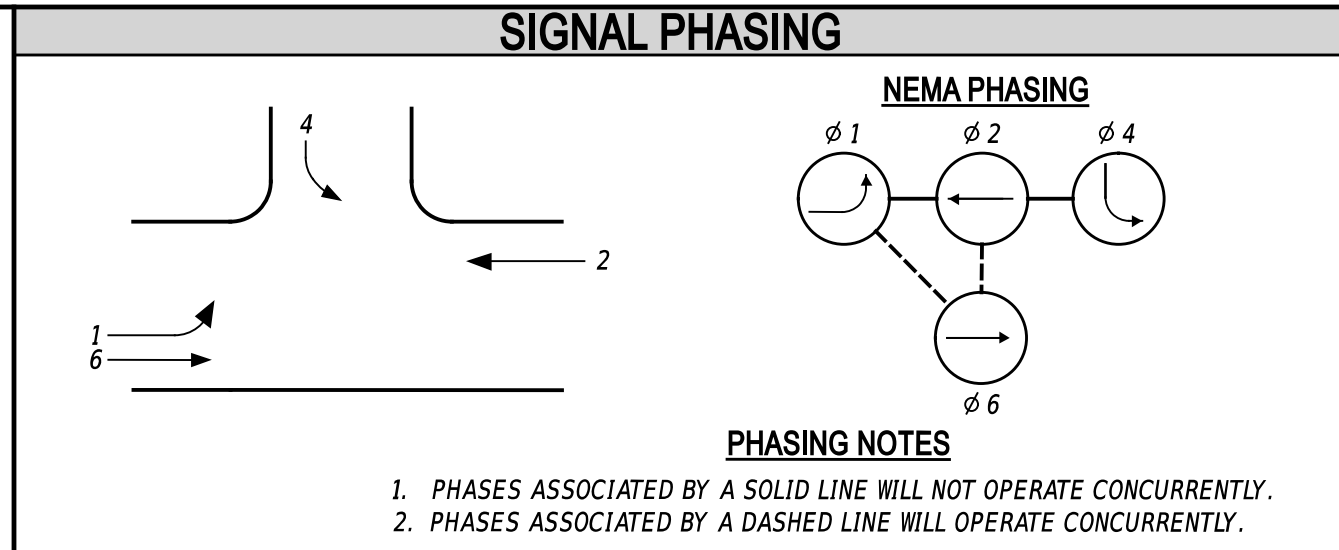 SIGNAL PHASING
4
2
1
6
NEMA PHASING
ϕ 1 ϕ 2 ϕ 4
ϕ 6
PHASING NOTES
1. PHASES ASSOCIATED BY A SOLID LINE WILL NOT OPERATE CONCURRENTLY.
2. PHASES ASSOCIATED BY A DASHED LINE WILL OPERATE CONCURRENTLY.